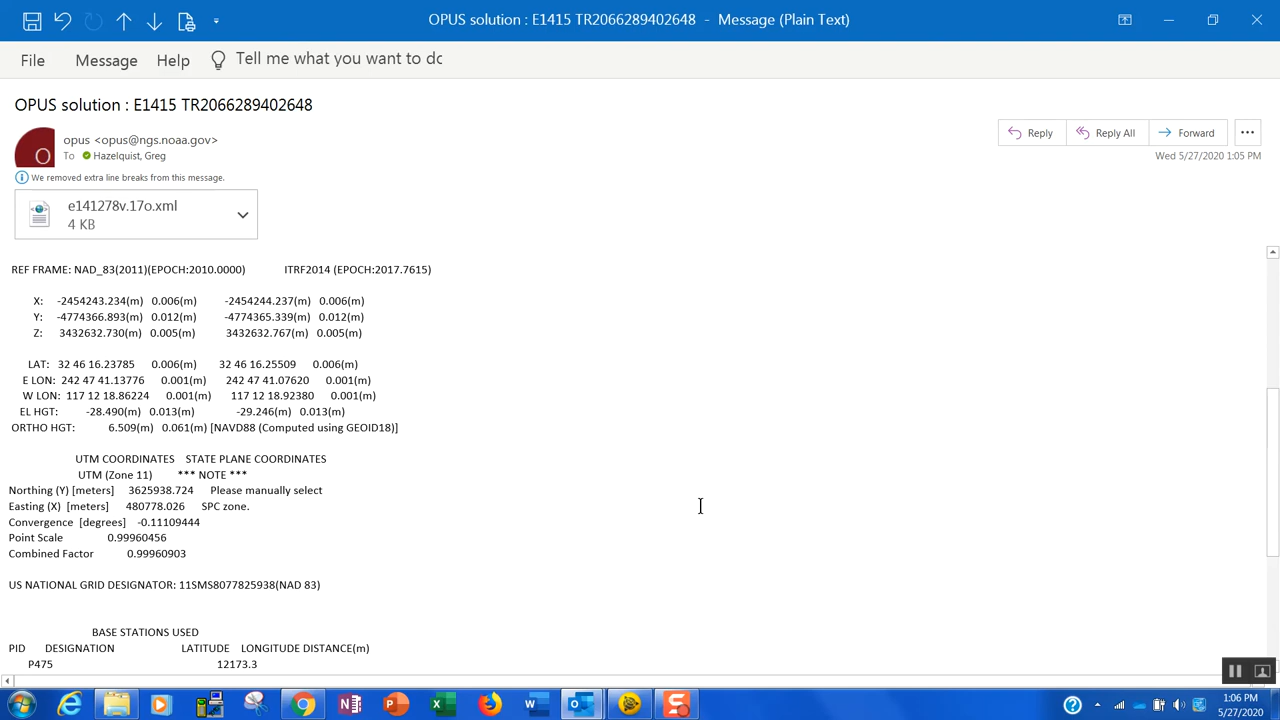 OPUS solution : E1415 TR2066289402648 - Message (Plain Text)
File Message Help Tell me what you want to do
OPUS solution : E1415 TR2066289402648
opus <opus@ngs.noaa.gov>
Reply Reply All Forward
To Hazelquist, Greg
Wed 5/27/2020 1:05 PM
We removed extra line breaks from this message.
e141278v.17o.xml
4 KB
REF FRAME: NAD_83(2011)(EPOCH:2010.0000) ITRF2014 (EPOCH:2017.7615)
X: -2454243.234(m) 0.006(m) -2454244.237(m) 0.006(m)
Y: -4774366.893(m) 0.012(m) -4774365.339(m) 0.012(m)
Z: 3432632.730(m) 0.005(m) 3432632.767(m) 0.005(m)
LAT: 32 46 16.23785 0.006(m) 32 46 16.25509 0.006(m)
E LON: 242 47 41.13776 0.001(m) 242 47 41.07620 0.001(m)
W LON: 117 12 18.86224 0.001(m) 117 12 18.92380 0.001(m)
EL HGT: -28.490(m) 0.013(m) -29.246(m) 0.013(m)
ORTHO HGT: 6.509(m) 0.061(m) [NAVD88 (Computed using GEOID18)]
UTM COORDINATES STATE PLANE COORDINATES
UTM (Zone 11) *** NOTE ***
Northing (Y) [meters] 3625938.724 Please manually select
Easting (X) [meters] 480778.026 SPC zone.
Convergence [degrees] -0.11109444
Point Scale 0.99960456
Combined Factor 0.99960903
US NATIONAL GRID DESIGNATOR: 11SMS8077825938(NAD 83)
BASE STATIONS USED
PID DESIGNATION LATITUDE LONGITUDE DISTANCE(m)
P475 12173.3
1:06 PM
5/27/2020